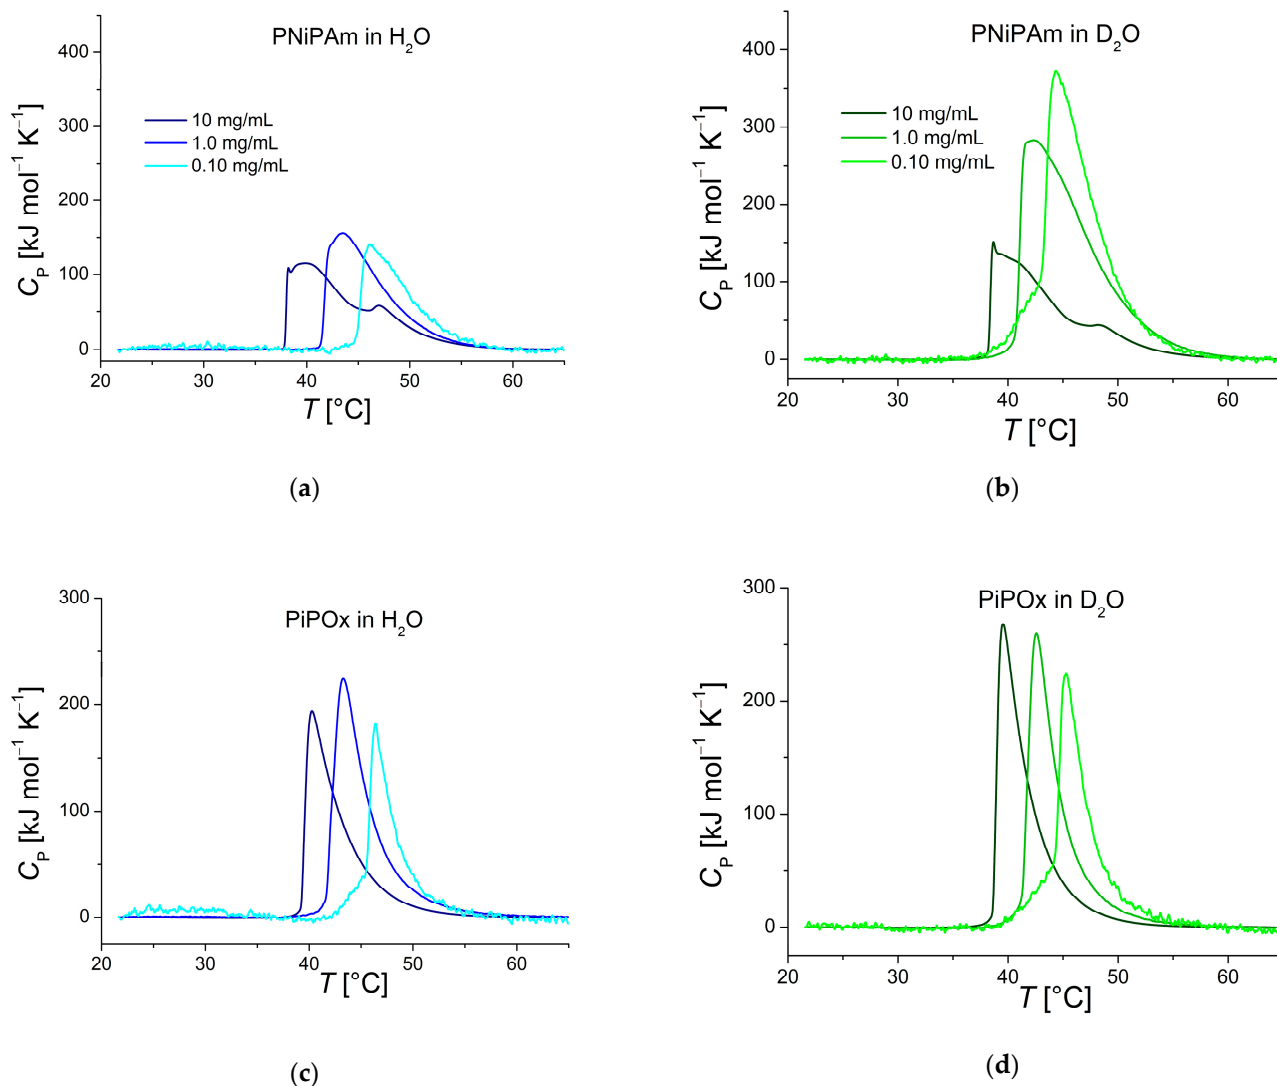 PNiPAm in H₂O
400
300
200
100
0
C_P [kJ mol⁻¹ K⁻¹]
10 mg/mL
1.0 mg/mL
0.10 mg/mL
20 30 40 50 60
T [°C]
(a)
PNiPAm in D₂O
400
300
200
100
0
C_P [kJ mol⁻¹ K⁻¹]
10 mg/mL
1.0 mg/mL
0.10 mg/mL
20 30 40 50 60
T [°C]
(b)
PiPOx in H₂O
300
200
100
0
C_P [kJ mol⁻¹ K⁻¹]
20 30 40 50 60
T [°C]
(c)
PiPOx in D₂O
300
200
100
0
C_P [kJ mol⁻¹ K⁻¹]
20 30 40 50 60
T [°C]
(d)